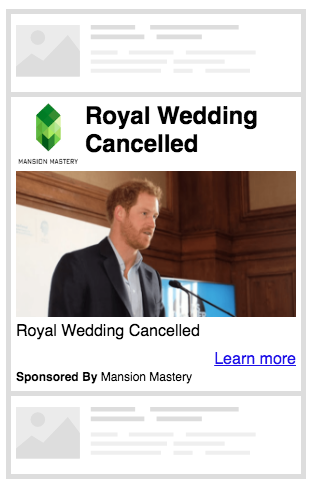 Royal Wedding
Cancelled
MANSION MASTERY
Royal Wedding Cancelled
Learn more
Sponsored By Mansion Mastery